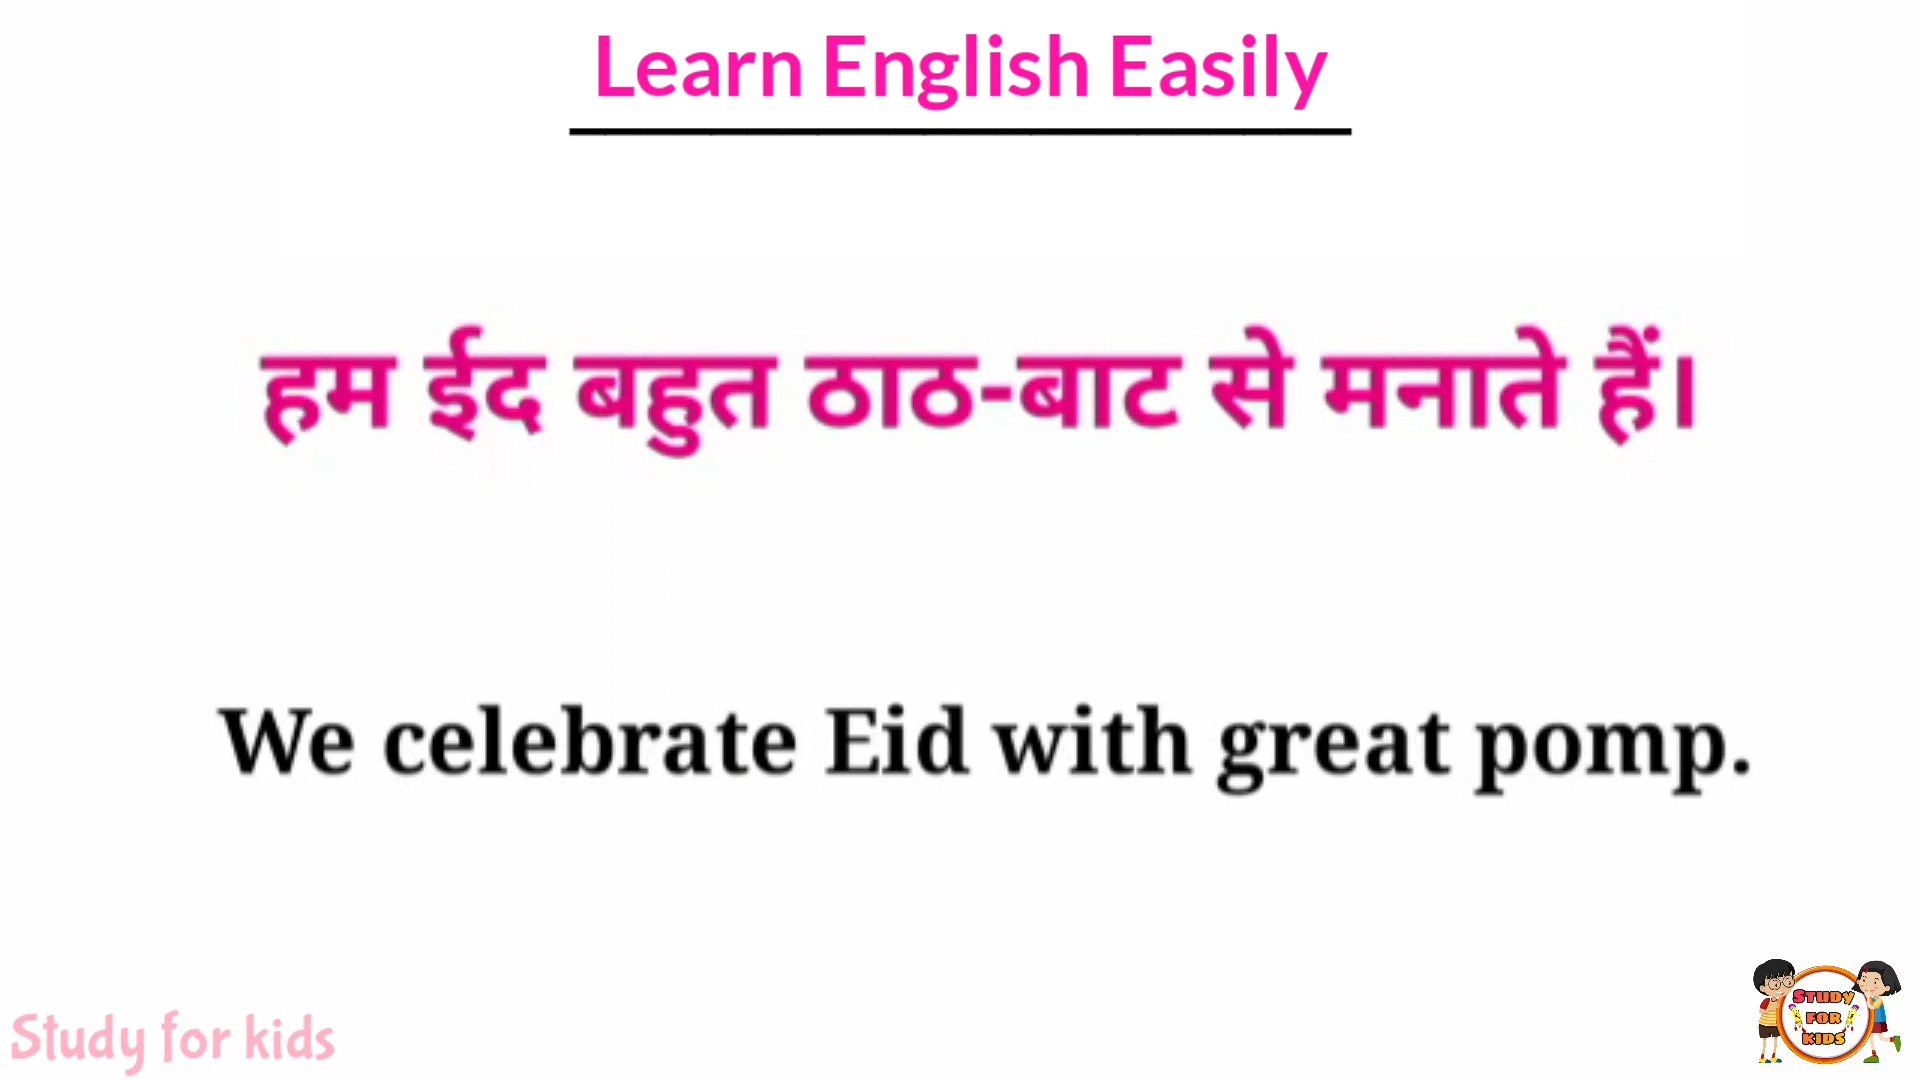 Learn English Easily
हम ईद बहुत ठाठ-बाट से मनाते हैं।
We celebrate Eid with great pomp.
Study for kids
STUDY
FOR
KIDS